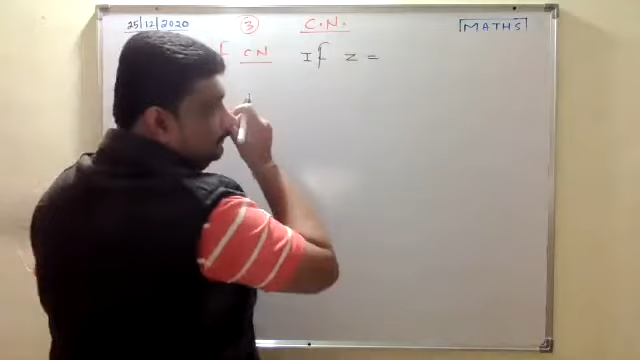 25/12/2020 3 C.N. MATHS
f CN If z =